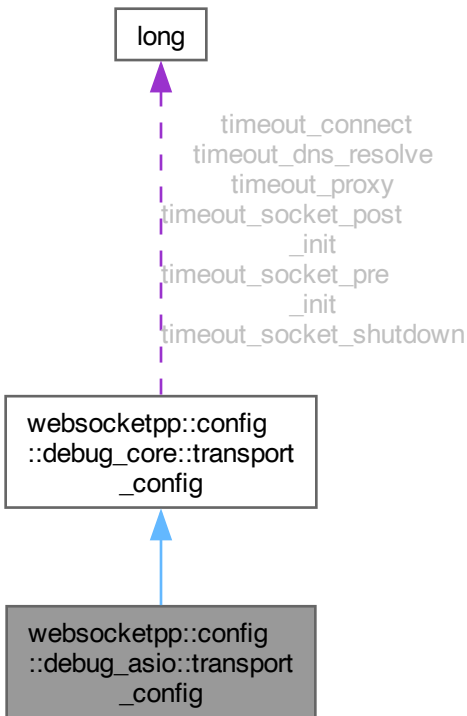 long
timeout_connect
timeout_dns_resolve
timeout_proxy
timeout_socket_post
_init
timeout_socket_pre
_init
timeout_socket_shutdown
websocketpp::config
::debug_core::transport
_config
websocketpp::config
::debug_asio::transport
_config